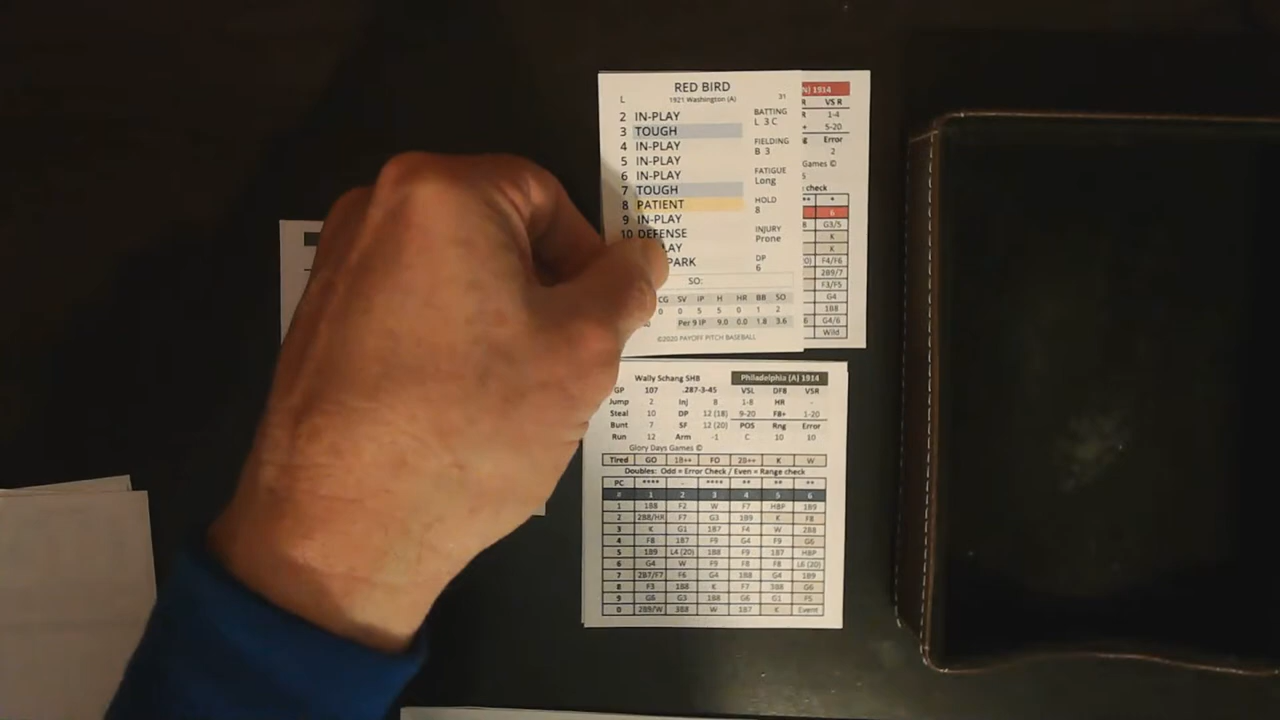 RED BIRD
1921 Washington (A)
L
31
2 IN-PLAY
3 TOUGH
4 IN-PLAY
5 IN-PLAY
6 IN-PLAY
7 TOUGH
8 PATIENT
9 IN-PLAY
10 DEFENSE
LAY
PARK
BATTING
L 3 C
FIELDING
B 3
FATIGUE
Long
HOLD
8
INJURY
Prone
DP
6
SO:
CG SV IP H HR BB SO
0 0 5 5 0 1 2
Per 9 IP 9.0 0.0 1.8 3.6
©2020 PAYOFF PITCH BASEBALL
N) 1914
R VS R
R 1-4
+ 5-20
Error
2
Games ©
check
** *
6
G3/5
K
K
F4/F6
2B9/7
F3/F5
G4
1B8
G4/6
Wild
Wally Schang SHB Philadelphia (A) 1914
GP 107 .287-3-45 VSL DFB VSR
Jump 2 Inj 8 1-8 HR -
Steal 10 DP 12 (18) 9-20 FB+ 1-20
Bunt 7 SF 12 (20) POS Rng Error
Run 12 Arm -1 C 10 10
Glory Days Games ©
Tired GO 1B++ FO 2B++ K W
Doubles: Odd = Error Check / Even = Range check
PC **** - **** ** ** **
# 1 2 3 4 5 6
1 1B8 F2 W F7 HBP 1B9
2 2B8/HR F7 G3 1B9 K F8
3 K G1 1B7 F4 W 2B8
4 F8 1B7 F9 G4 F9 G6
5 1B9 L4 (20) 1B8 F9 1B7 HBP
6 G4 W F9 F8 F8 L6 (20)
7 2B7/F7 F6 G4 1B8 G4 1B9
8 F3 1B8 K F7 3B8 G6
9 G6 G3 1B8 G6 G1 F5
0 2B9/W 3B8 W 1B7 K Event